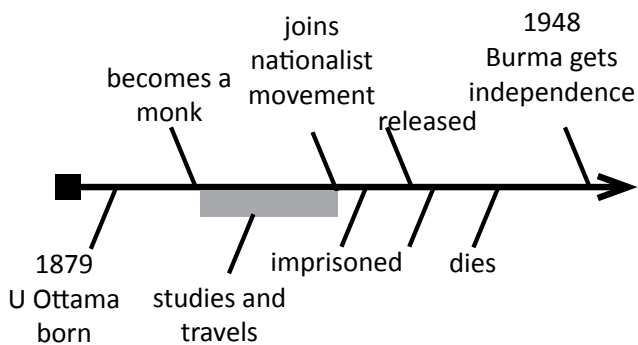 becomes a
monk
joins
nationalist
movement
released
1948
Burma gets
independence
1879
U Ottama
born
studies and
travels
imprisoned
dies